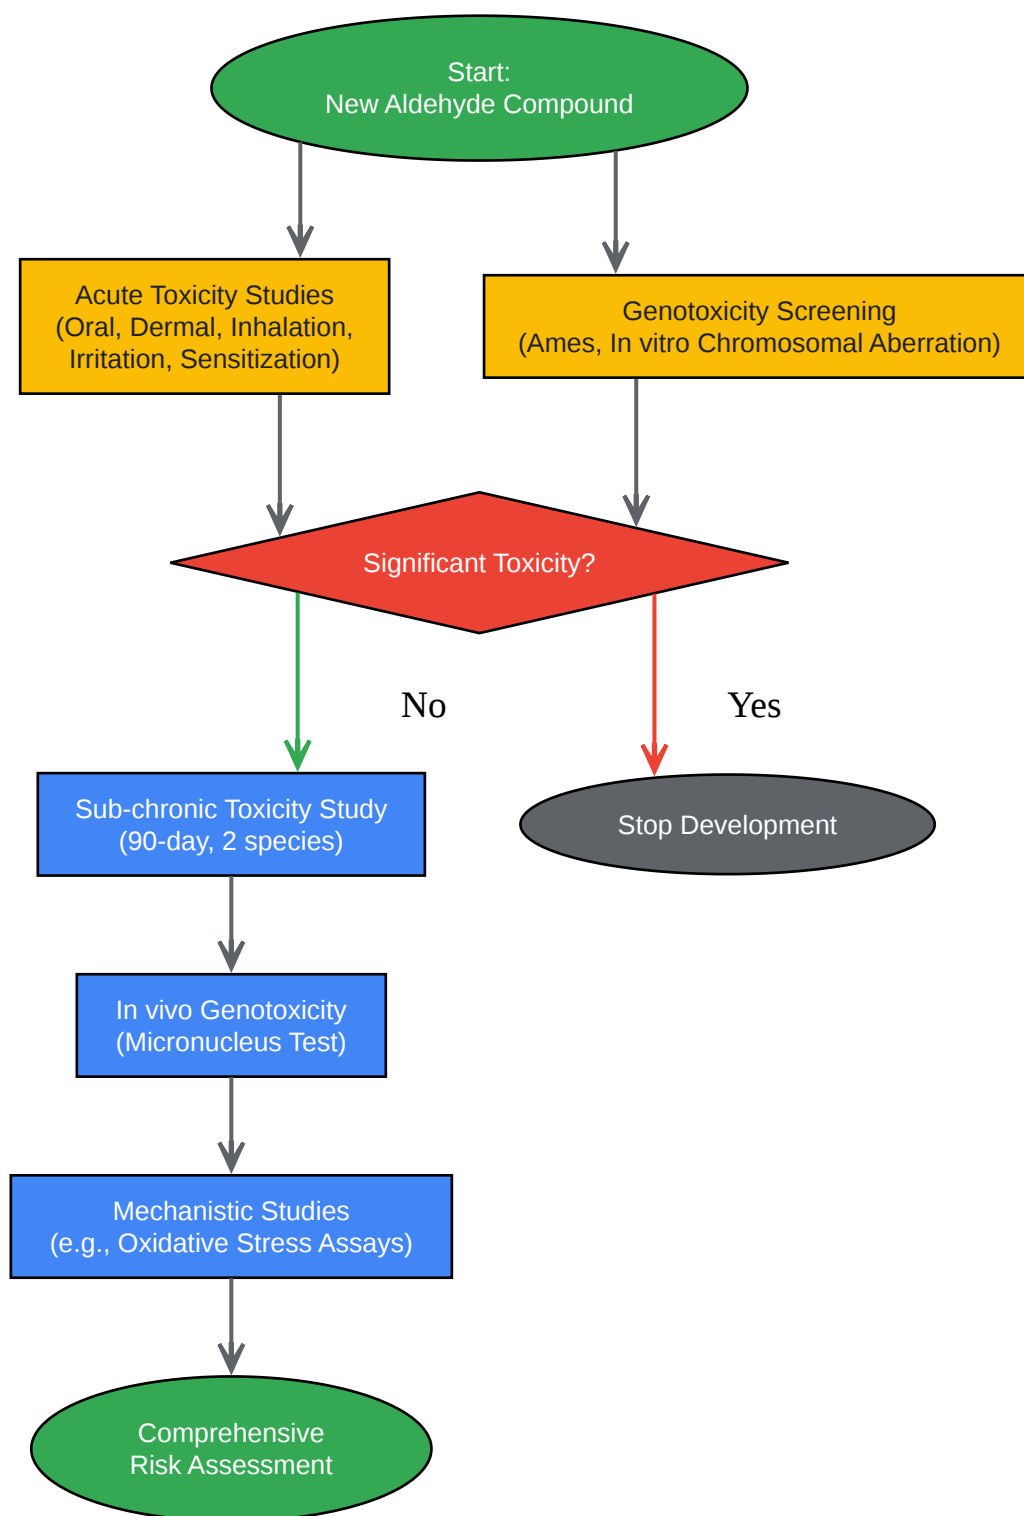 Start:
New Aldehyde Compound
Acute Toxicity Studies
(Oral, Dermal, Inhalation,
Irritation, Sensitization)
Genotoxicity Screening
(Ames, In vitro Chromosomal Aberration)
Significant Toxicity?
No
Yes
Sub-chronic Toxicity Study
(90-day, 2 species)
Stop Development
In vivo Genotoxicity
(Micronucleus Test)
Mechanistic Studies
(e.g., Oxidative Stress Assays)
Comprehensive
Risk Assessment